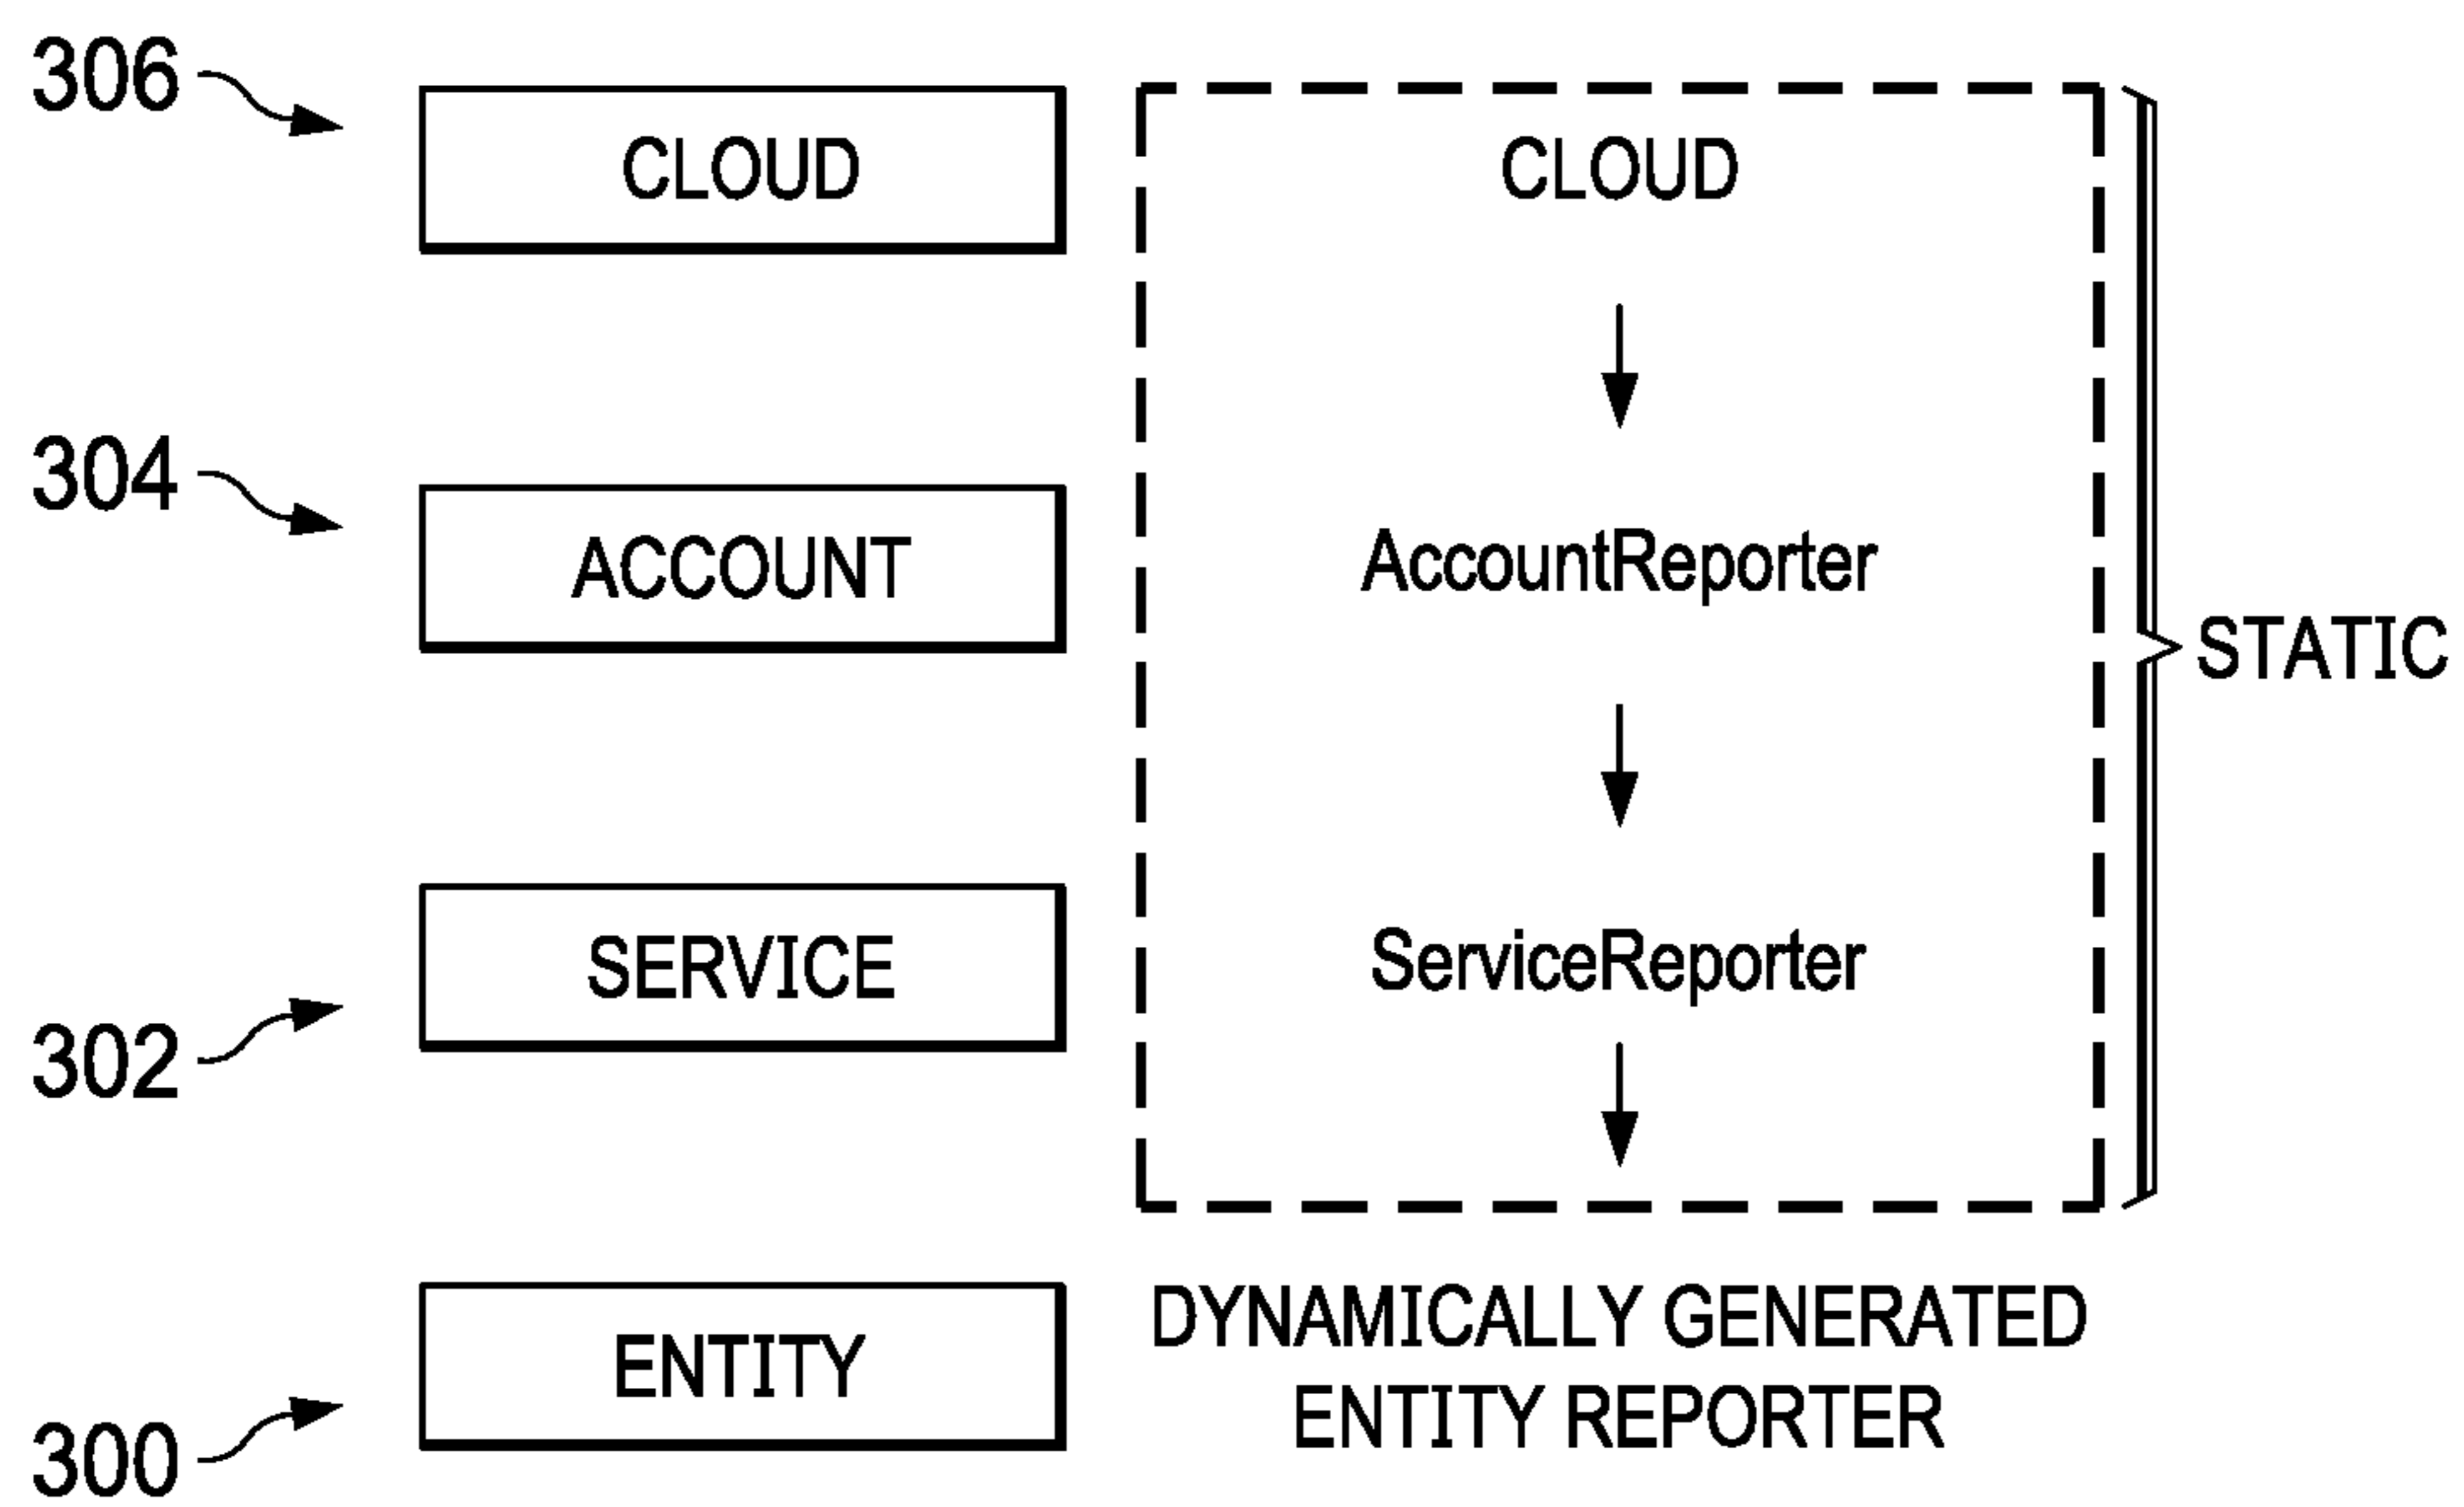 306
CLOUD
CLOUD
304
ACCOUNT
AccountReporter
STATIC
302
SERVICE
ServiceReporter
300
ENTITY
DYNAMICALLY GENERATED
ENTITY REPORTER